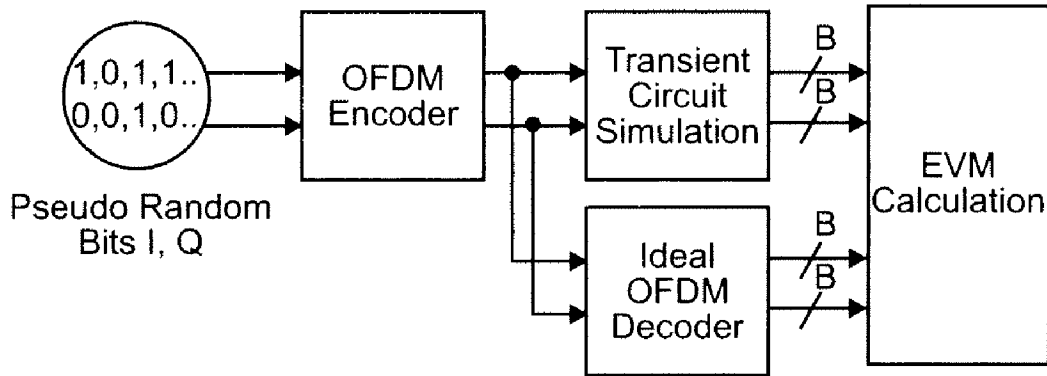 1,0,1,1..
0,0,1,0..
Pseudo Random
Bits I, Q
OFDM
Encoder
Transient
Circuit
Simulation
B
B
Ideal
OFDM
Decoder
B
B
EVM
Calculation